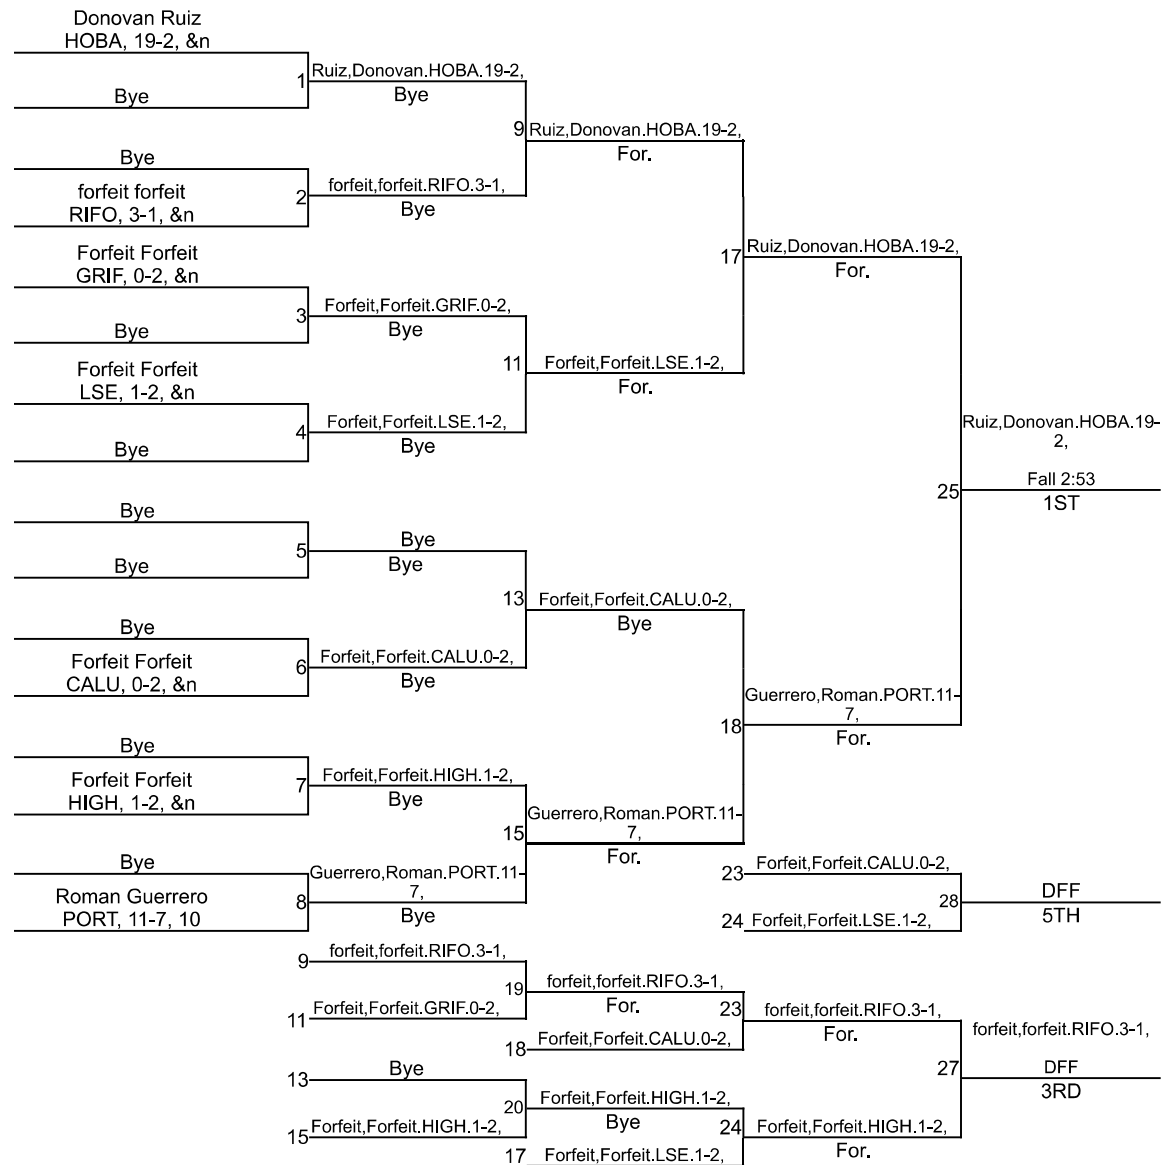 Donovan Ruiz
HOBA, 19-2, &n
1
Ruiz,Donovan.HOBA.19-2,
Bye
Bye
9
Ruiz,Donovan.HOBA.19-2,
For.
Bye
forfeit forfeit
RIFO, 3-1, &n
2
forfeit,forfeit.RIFO.3-1,
Bye
Forfeit Forfeit
GRIF, 0-2, &n
17
Ruiz,Donovan.HOBA.19-2,
For.
3
Forfeit,Forfeit.GRIF.0-2,
Bye
Bye
Forfeit Forfeit
LSE, 1-2, &n
11
Forfeit,Forfeit.LSE.1-2,
For.
4
Forfeit,Forfeit.LSE.1-2,
Bye
Bye
Ruiz,Donovan.HOBA.19-
2,
25
Fall 2:53
1ST
Bye
5
Bye
Bye
Bye
13
Forfeit,Forfeit.CALU.0-2,
Bye
Bye
Forfeit Forfeit
CALU, 0-2, &n
6
Forfeit,Forfeit.CALU.0-2,
Bye
18
Guerrero,Roman.PORT.11-
7,
For.
Bye
Forfeit Forfeit
HIGH, 1-2, &n
7
Forfeit,Forfeit.HIGH.1-2,
Bye
15
Guerrero,Roman.PORT.11-
7,
For.
Bye
Roman Guerrero
PORT, 11-7, 10
8
Guerrero,Roman.PORT.11-
7,
Bye
23
Forfeit,Forfeit.CALU.0-2,
28
DFF
5TH
24
Forfeit,Forfeit.LSE.1-2,
9
forfeit,forfeit.RIFO.3-1,
19
forfeit,forfeit.RIFO.3-1,
For.
11
Forfeit,Forfeit.GRIF.0-2,
23
forfeit,forfeit.RIFO.3-1,
For.
18
Forfeit,Forfeit.CALU.0-2,
forfeit,forfeit.RIFO.3-1,
27
DFF
3RD
13
Bye
20
Forfeit,Forfeit.HIGH.1-2,
Bye
15
Forfeit,Forfeit.HIGH.1-2,
24
Forfeit,Forfeit.HIGH.1-2,
For.
17
Forfeit,Forfeit.LSE.1-2,